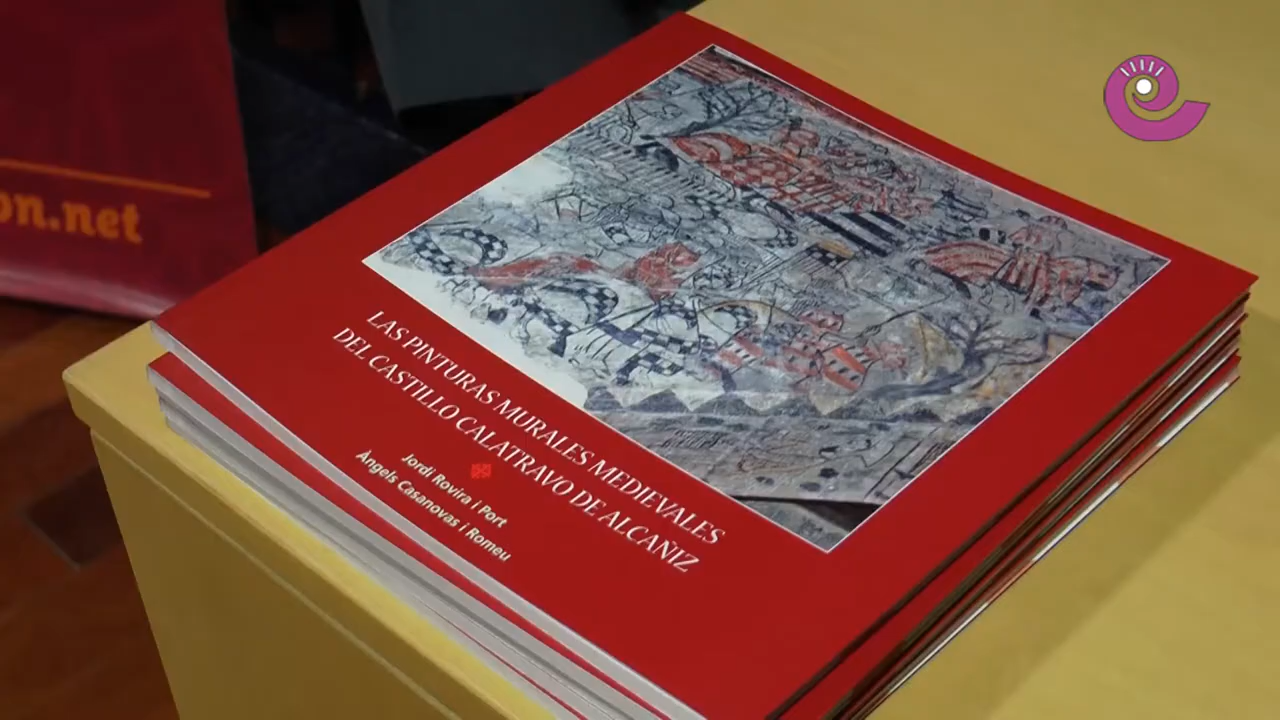 on.net
LAS PINTURAS MURALES MEDIEVALES
DEL CASTILLO CALATRAVO DE ALCAÑIZ
Jordi Rovira i Port
Àngels Casanovas i Romeu